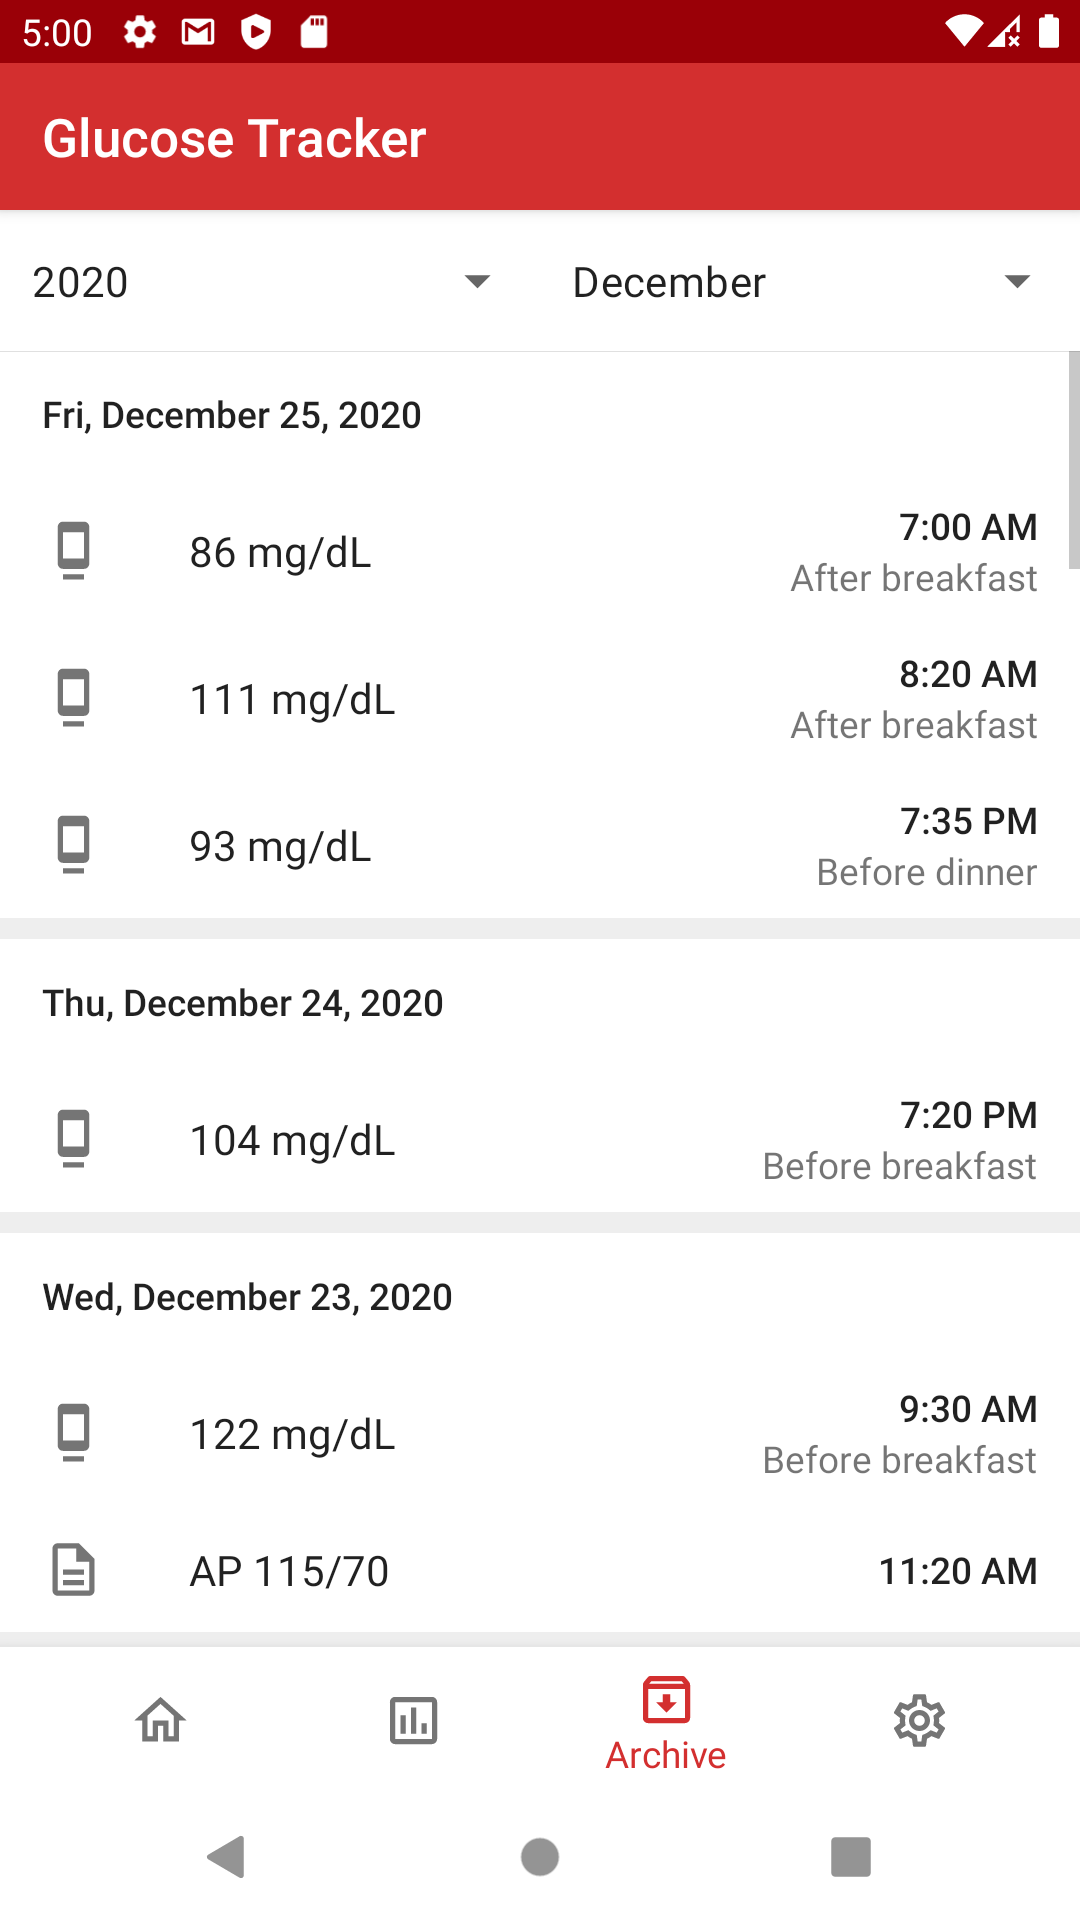 5:00
Glucose Tracker
2020
December
Fri, December 25, 2020
86 mg/dL
7:00 AM
After breakfast
111 mg/dL
8:20 AM
After breakfast
93 mg/dL
7:35 PM
Before dinner
Thu, December 24, 2020
104 mg/dL
7:20 PM
Before breakfast
Wed, December 23, 2020
122 mg/dL
9:30 AM
Before breakfast
AP 115/70
11:20 AM
Archive